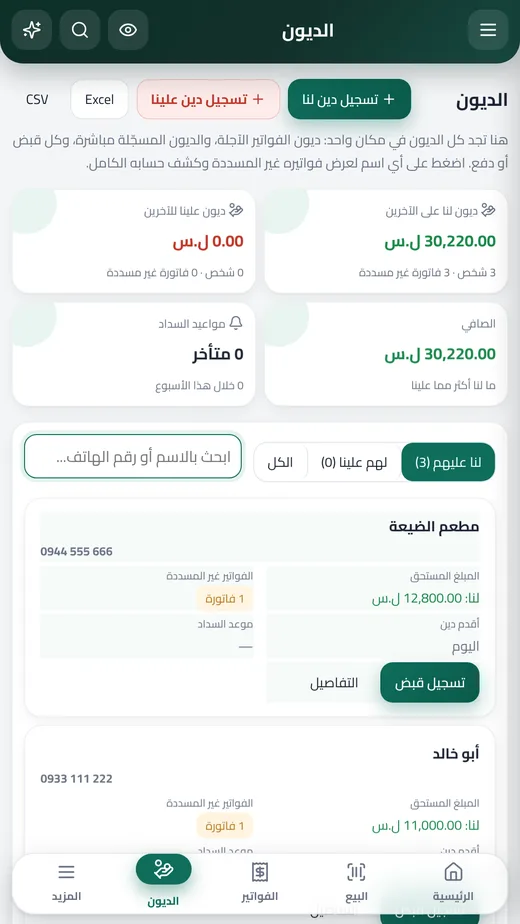 الديون
الديون
+ تسجيل دين لنا
+ تسجيل دين علينا
Excel
CSV
هنا تجد كل الديون في مكان واحد: ديون الفواتير الآجلة، والديون المسجّلة مباشرة، وكل قبض
أو دفع. اضغط على أي اسم لعرض فواتيره غير المسددة وكشف حسابه الكامل.
ديون لنا على الآخرين
30,220.00 ل.س
3 شخص · 3 فاتورة غير مسددة
ديون علينا للآخرين
0.00 ل.س
0 شخص · 0 فاتورة غير مسددة
الصافي
30,220.00 ل.س
ما لنا أكثر مما علينا
مواعيد السداد
0 متأخر
0 خلال هذا الأسبوع
لنا عليهم (3)
لهم علينا (0)
الكل
ابحث بالاسم أو رقم الهاتف...
مطعم الضيعة
0944 555 666
المبلغ المستحق
لنا: 12,800.00 ل.س
الفواتير غير المسددة
1 فاتورة
أقدم دين
اليوم
موعد السداد
—
تسجيل قبض
التفاصيل
أبو خالد
0933 111 222
المبلغ المستحق
لنا: 11,000.00 ل.س
الفواتير غير المسددة
1 فاتورة
أقدم دين
موعد السداد
الرئيسية
البيع
الفواتير
الديون
المزيد